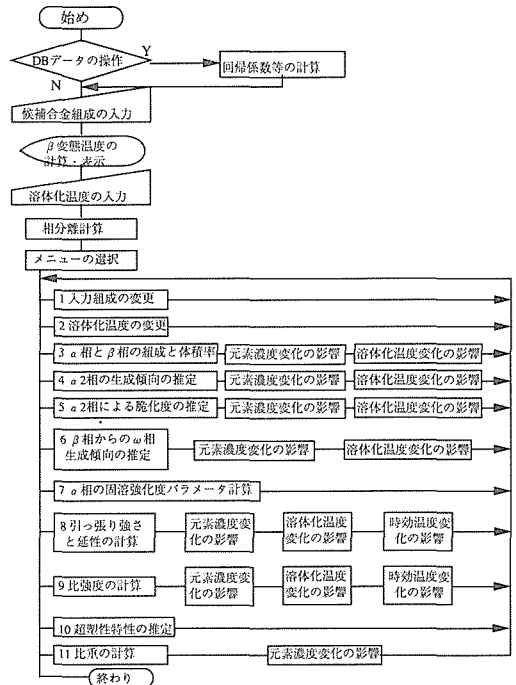 始め
DBデータの操作
Y
回帰係数等の計算
N
候補合金組成の入力
β変態温度の
計算・表示
溶体化温度の入力
相分離計算
メニューの選択
1 入力組成の変更
2 溶体化温度の変更
3 α相とβ相の組成と体積率
元素濃度変化の影響
溶体化温度変化の影響
4 α2相の生成傾向の推定
元素濃度変化の影響
溶体化温度変化の影響
5 α2相による脆化度の推定
元素濃度変化の影響
溶体化温度変化の影響
6 β相からのω相
生成傾向の推定
元素濃度変化の影響
溶体化温度変化の影響
7 α相の固溶強化度パラメータ計算
8 引っ張り強さ
と延性の計算
元素濃度変
化の影響
溶体化温度
変化の影響
時効温度変
化の影響
9 比強度の計算
元素濃度変
化の影響
溶体化温度
変化の影響
時効温度変
化の影響
10 超塑性特性の推定
11 比重の計算
元素濃度変化の影響
終わり